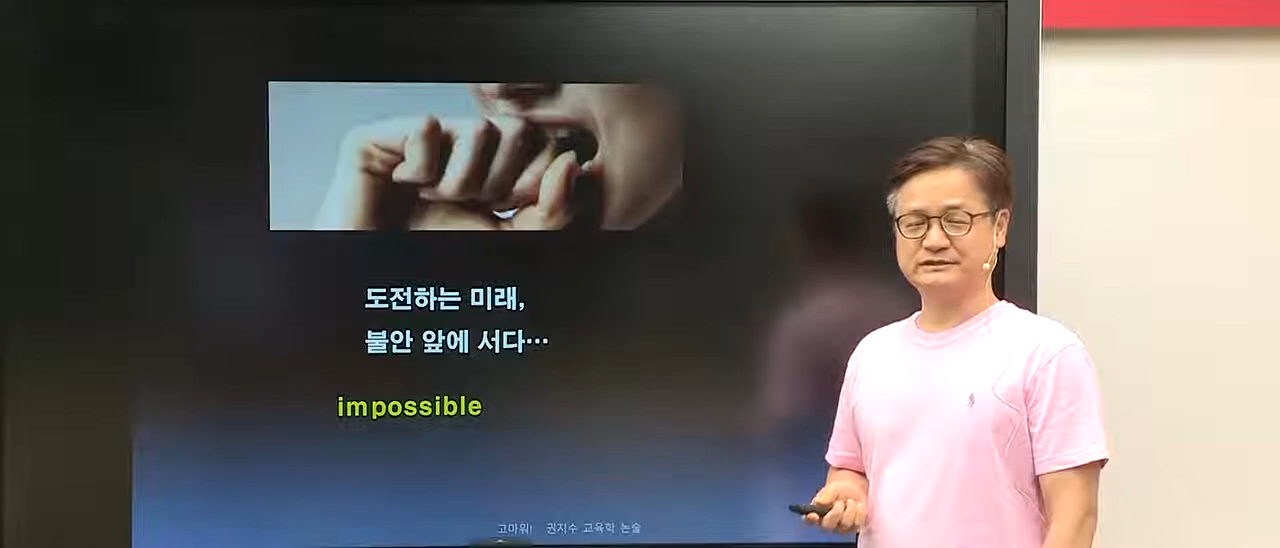 도전하는 미래,
불안 앞에 서다…
impossible
고마워! 권지수 교육학 논술